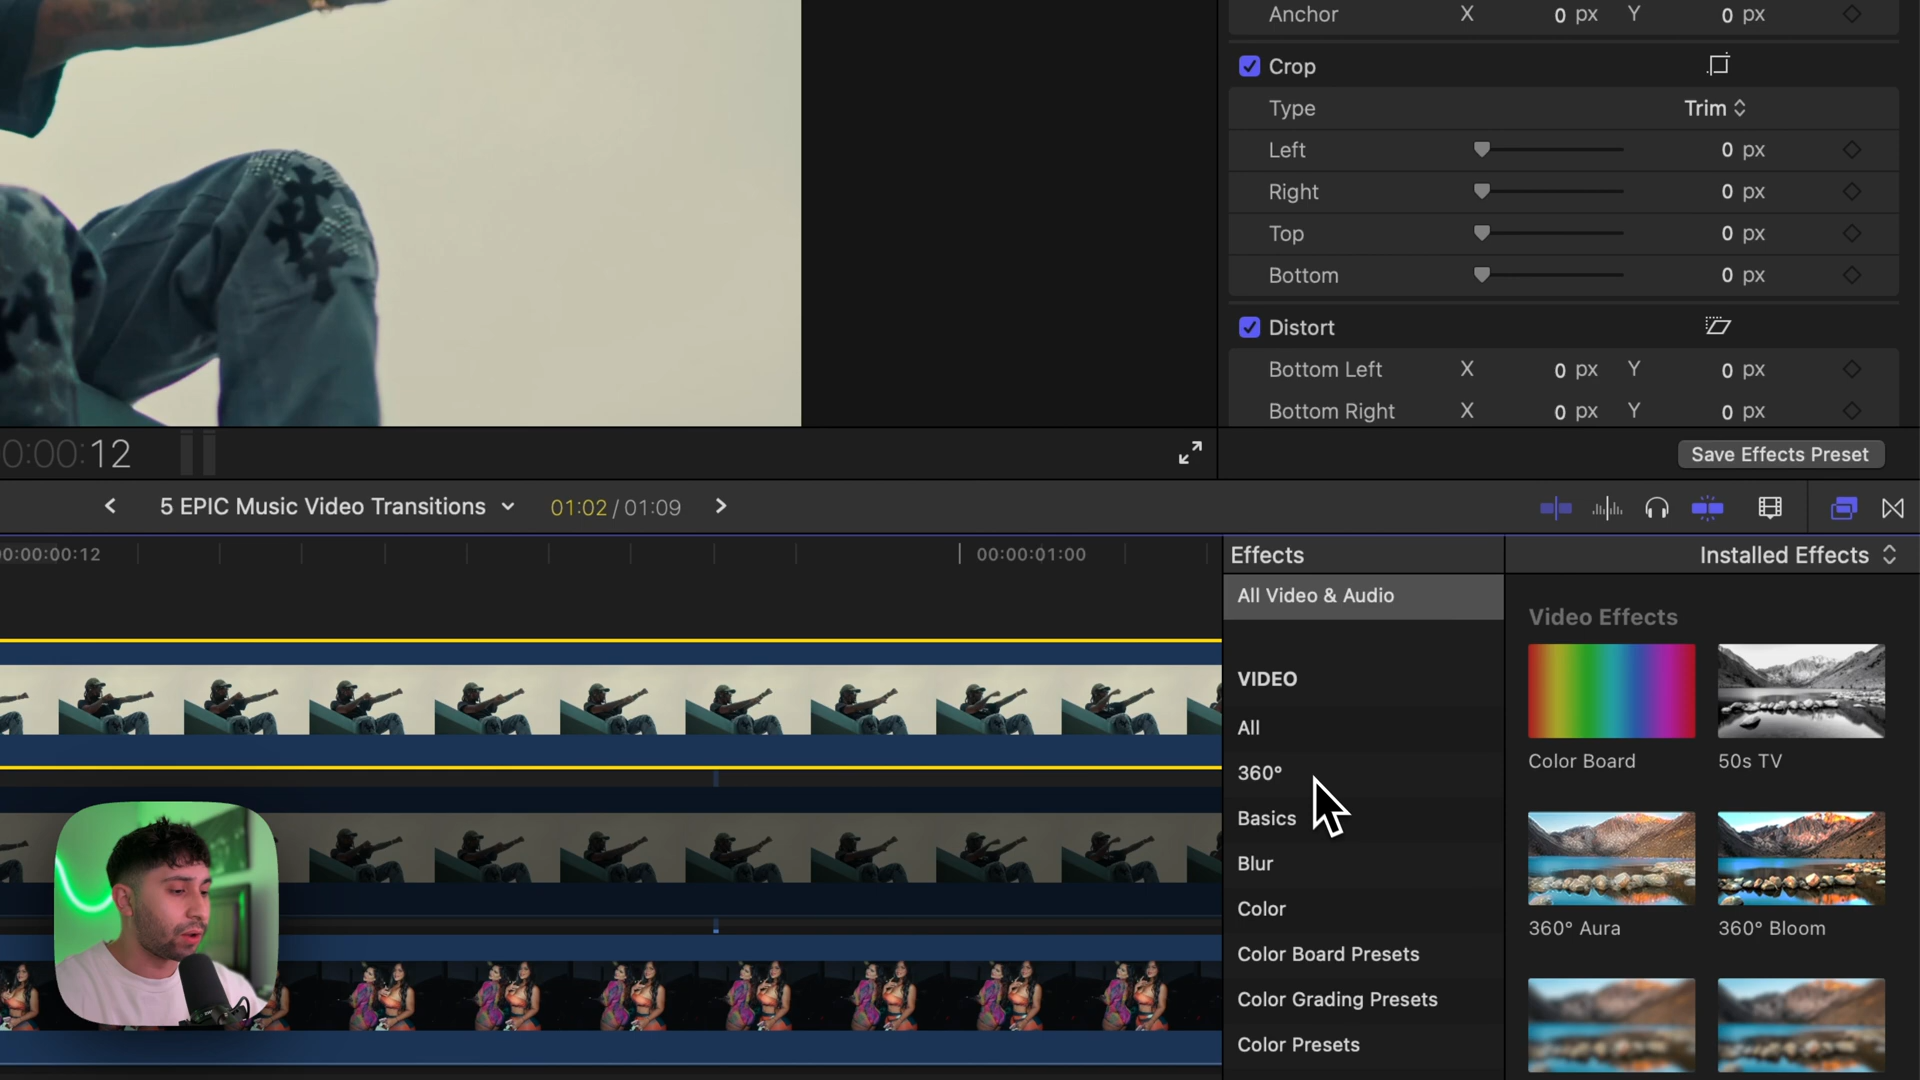 Anchor X 0 px Y 0 px
Crop
Type Trim
Left 0 px
Right 0 px
Top 0 px
Bottom 0 px
Distort
Bottom Left X 0 px Y 0 px
Bottom Right X 0 px Y 0 px
0:00:12
Save Effects Preset
5 EPIC Music Video Transitions 01:02 / 01:09
0:00:00:12 00:00:01:00
Effects
Installed Effects
All Video & Audio
VIDEO
All
360°
Basics
Blur
Color
Color Board Presets
Color Grading Presets
Color Presets
Video Effects
Color Board 50s TV
360° Aura 360° Bloom